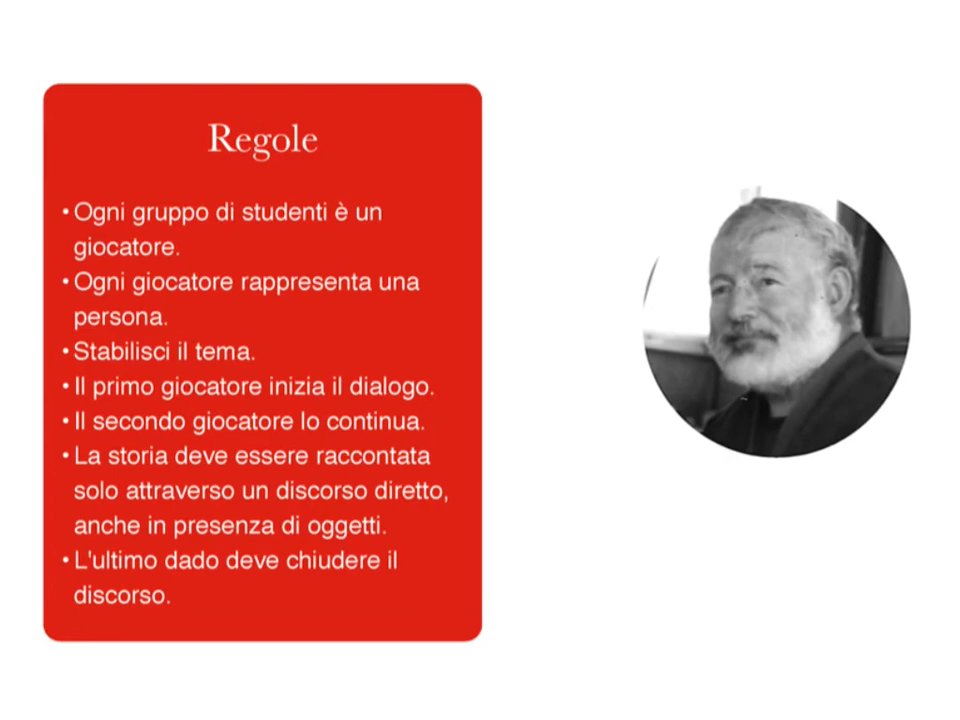 Regole
•Ogni gruppo di studenti è un
giocatore.
•Ogni giocatore rappresenta una
persona.
•Stabilisci il tema.
•Il primo giocatore inizia il dialogo.
•Il secondo giocatore lo continua.
•La storia deve essere raccontata
solo attraverso un discorso diretto,
anche in presenza di oggetti.
•L'ultimo dado deve chiudere il
discorso.